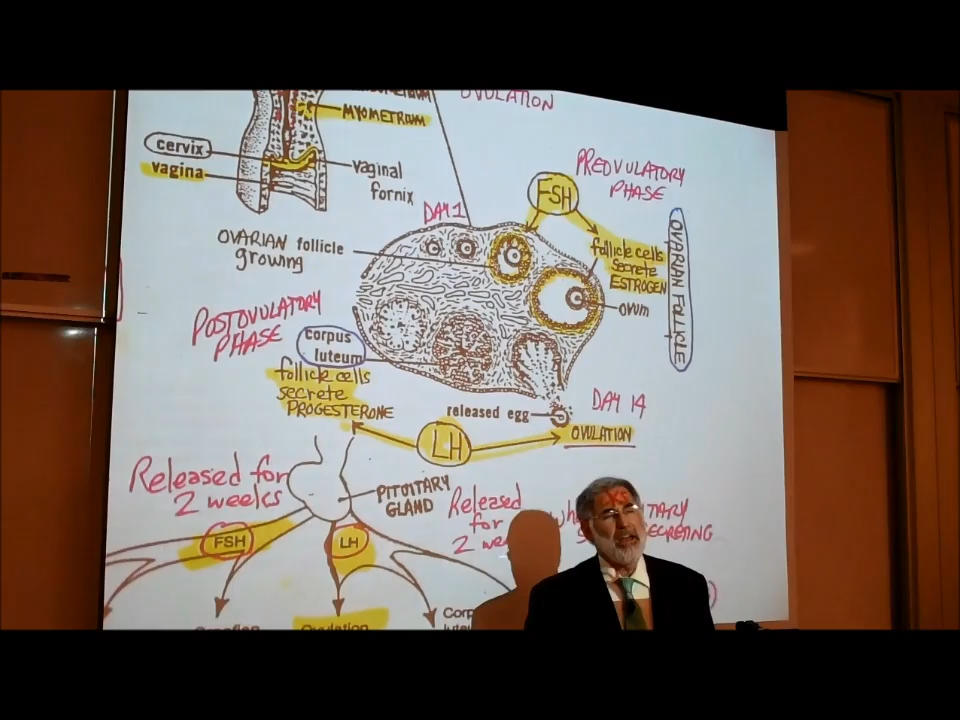 OVULATION
MYOMETRIUM
cervix
vagina
vaginal
fornix
PREOVULATORY
PHASE
FSH
DAY 1
OVARIAN follicle
growing
follicle cells
secrete
ESTROGEN
OVARIAN FOLLICLE
ovum
POSTOVULATORY
PHASE
corpus
luteum
follicle cells
secrete
PROGESTERONE
released egg
DAY 14
LH
OVULATION
Released for
2 weeks
PITUITARY
GLAND
Released
for
2
FSH
LH
Ovulation